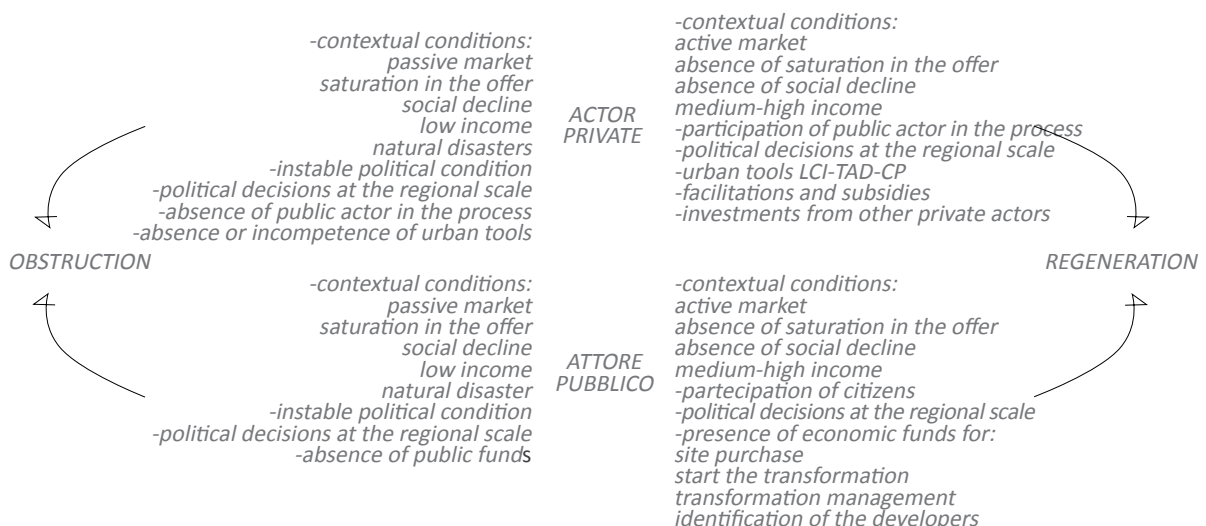 -contextual conditions:
passive market
saturation in the offer
social decline
low income
natural disasters
-instable political condition
-political decisions at the regional scale
-absence of public actor in the process
-absence or incompetence of urban tools
ACTOR
PRIVATE
-contextual conditions:
active market
absence of saturation in the offer
absence of social decline
medium-high income
-participation of public actor in the process
-political decisions at the regional scale
-urban tools LCI-TAD-CP
-facilitations and subsidies
-investments from other private actors
OBSTRUCTION
REGENERATION
-contextual conditions:
passive market
saturation in the offer
social decline
low income
natural disaster
-instable political condition
-political decisions at the regional scale
-absence of public funds
ATTORE
PUBBLICO
-contextual conditions:
active market
absence of saturation in the offer
absence of social decline
medium-high income
-partecipation of citizens
-political decisions at the regional scale
-presence of economic funds for:
site purchase
start the transformation
transformation management
identification of the developers